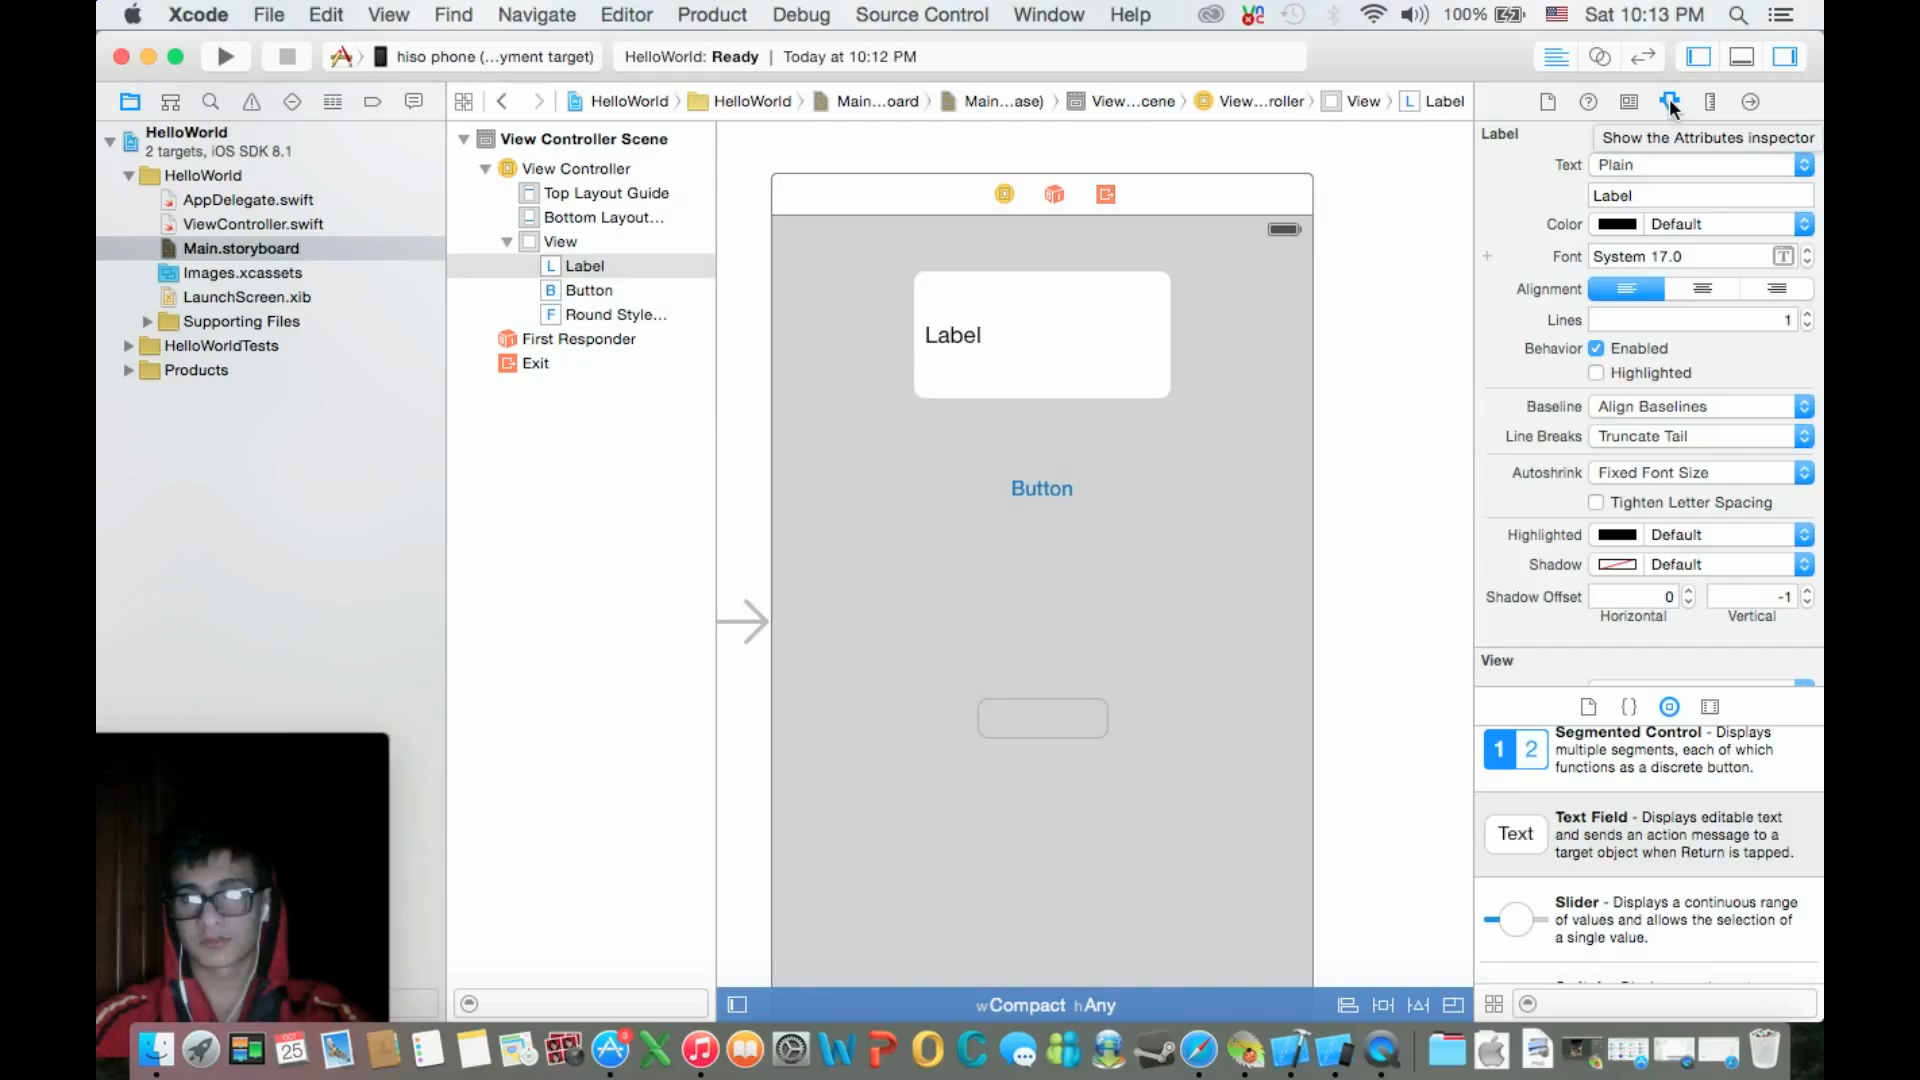 Xcode File Edit View Find Navigate Editor Product Debug Source Control Window Help 100% Sat 10:13 PM
hiso phone (...yment target) HelloWorld: Ready | Today at 10:12 PM
HelloWorld HelloWorld Main...oard Main...ase) View...cene View...roller View L Label
HelloWorld
2 targets, iOS SDK 8.1
HelloWorld
AppDelegate.swift
ViewController.swift
Main.storyboard
Images.xcassets
LaunchScreen.xib
Supporting Files
HelloWorldTests
Products
View Controller Scene
View Controller
Top Layout Guide
Bottom Layout...
View
L Label
B Button
F Round Style...
First Responder
Exit
Label
Button
wCompact hAny
Label
Show the Attributes inspector
Text Plain
Label
Color Default
Font System 17.0 T
Alignment
Lines 1
Behavior Enabled
Highlighted
Baseline Align Baselines
Line Breaks Truncate Tail
Autoshrink Fixed Font Size
Tighten Letter Spacing
Highlighted Default
Shadow Default
Shadow Offset 0 -1
Horizontal Vertical
View
{}
1 2
Segmented Control - Displays
multiple segments, each of which
functions as a discrete button.
Text
Text Field - Displays editable text
and sends an action message to a
target object when Return is tapped.
Slider - Displays a continuous range
of values and allows the selection of
a single value.
OCT
25
3